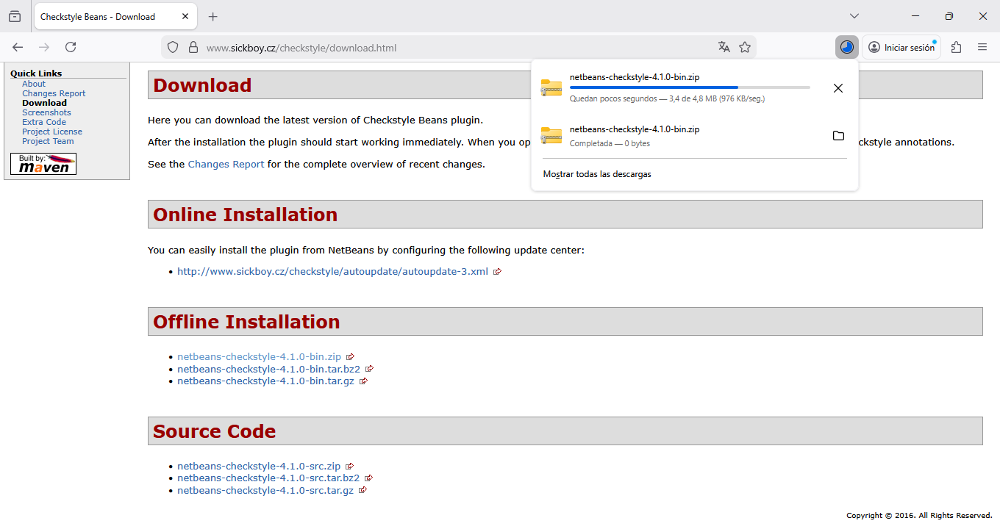 Checkstyle Beans - Download
www.sickboy.cz/checkstyle/download.html
Iniciar sesión
netbeans-checkstyle-4.1.0-bin.zip
Quedan pocos segundos — 3,4 de 4,8 MB (976 KB/seg.)
netbeans-checkstyle-4.1.0-bin.zip
Completada — 0 bytes
Mostrar todas las descargas
Quick Links
About
Changes Report
Download
Screenshots
Extra Code
Project License
Project Team
Built by:
maven
Download
Here you can download the latest version of Checkstyle Beans plugin.
After the installation the plugin should start working immediately. When you op
ckstyle annotations.
See the Changes Report for the complete overview of recent changes.
Online Installation
You can easily install the plugin from NetBeans by configuring the following update center:
http://www.sickboy.cz/checkstyle/autoupdate/autoupdate-3.xml
Offline Installation
netbeans-checkstyle-4.1.0-bin.zip
netbeans-checkstyle-4.1.0-bin.tar.bz2
netbeans-checkstyle-4.1.0-bin.tar.gz
Source Code
netbeans-checkstyle-4.1.0-src.zip
netbeans-checkstyle-4.1.0-src.tar.bz2
netbeans-checkstyle-4.1.0-src.tar.gz
Copyright © 2016. All Rights Reserved.